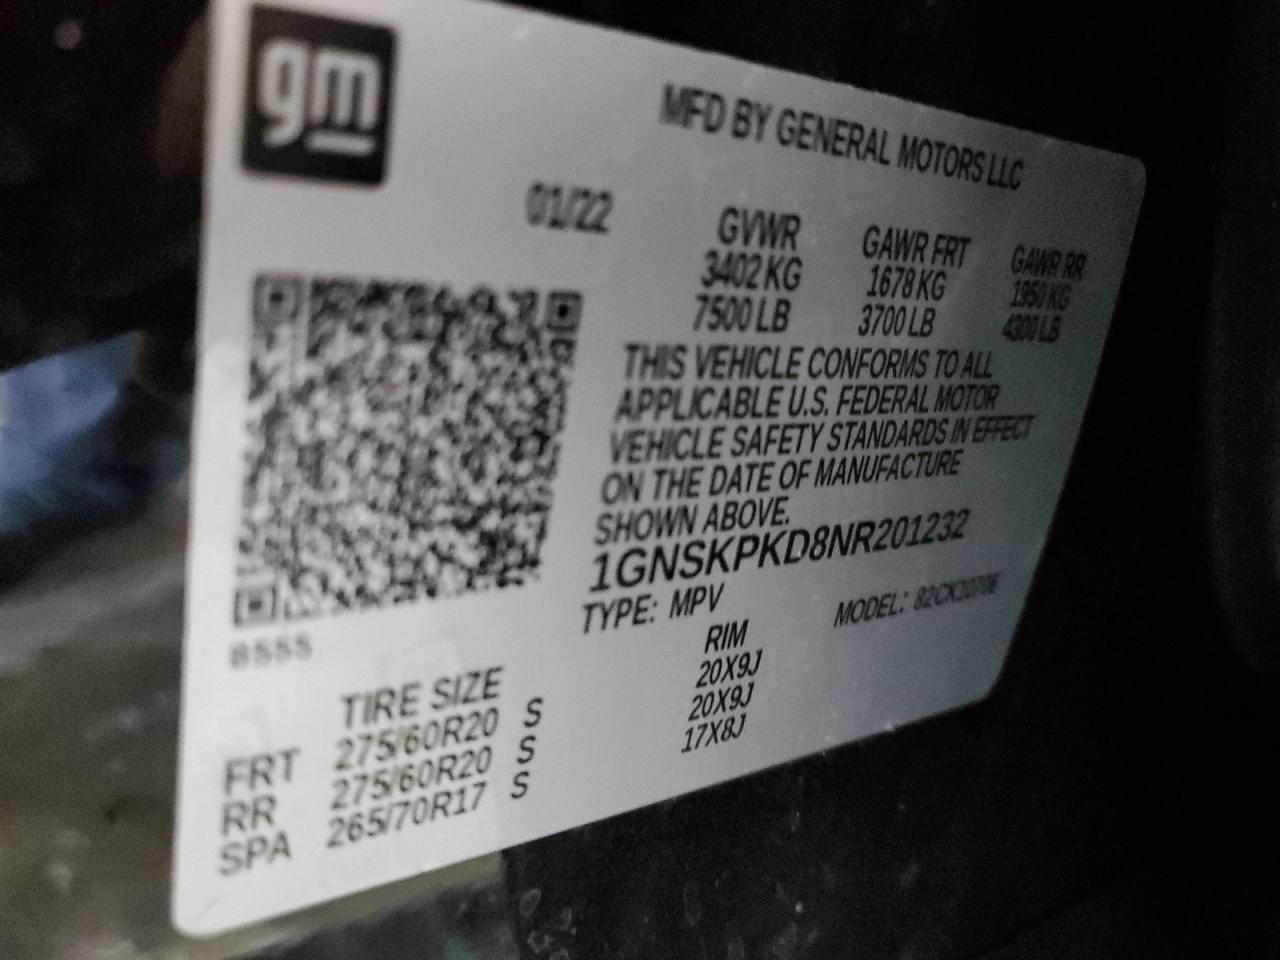 gm
MFD BY GENERAL MOTORS LLC
01/22
GVWR GAWR FRT GAWR RR
3402 KG 1678 KG 1950 KG
7500 LB 3700 LB 4300 LB
THIS VEHICLE CONFORMS TO ALL
APPLICABLE U.S. FEDERAL MOTOR
VEHICLE SAFETY STANDARDS IN EFFECT
ON THE DATE OF MANUFACTURE
SHOWN ABOVE.
1GNSKPKD8NR201232
TYPE: MPV MODEL: 82CK10706
BSSS
TIRE SIZE RIM
FRT 275/60R20 S 20X9J
RR 275/60R20 S 20X9J
SPA 265/70R17 S 17X8J